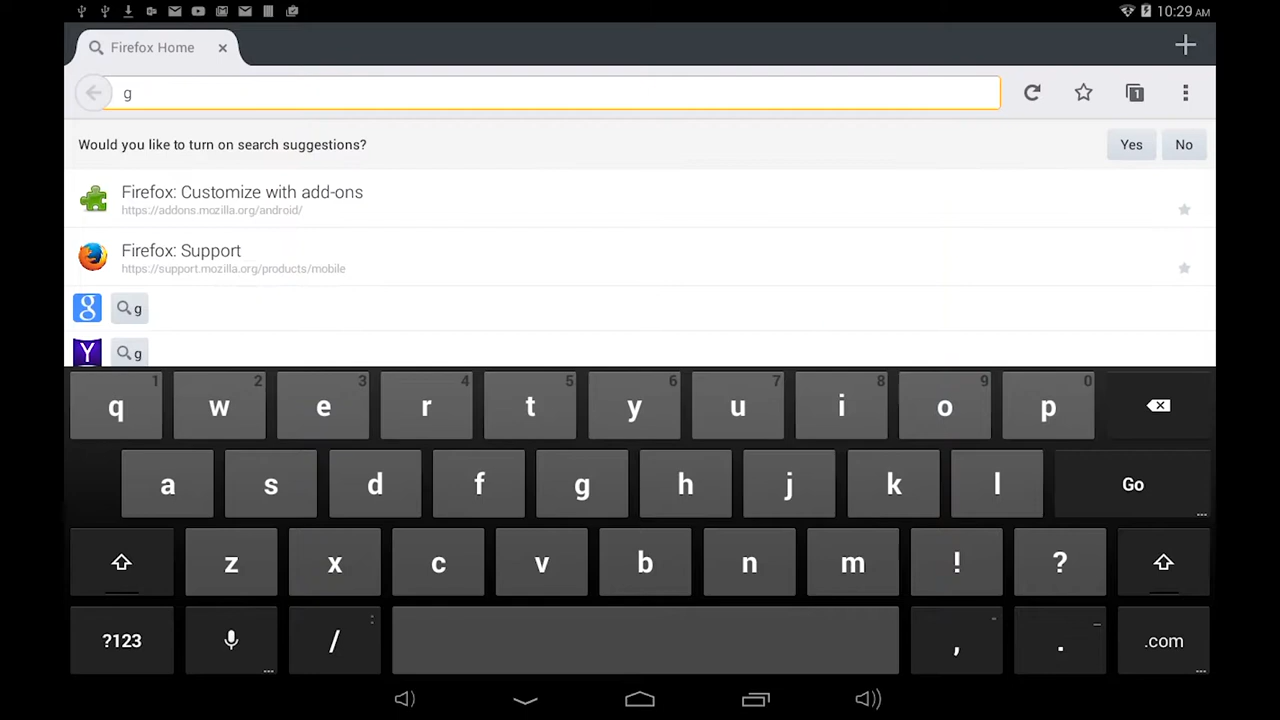 10:29 AM
Firefox Home
g
1
Would you like to turn on search suggestions?
Yes
No
Firefox: Customize with add-ons
https://addons.mozilla.org/android/
Firefox: Support
https://support.mozilla.org/products/mobile
g
g
Y
g
1 2 3 4 5 6 7 8 9 0
q w e r t y u i o p
a s d f g h j k l Go
...
z x c v b n m ! ?
?123 / : , - . _ .com
... ...